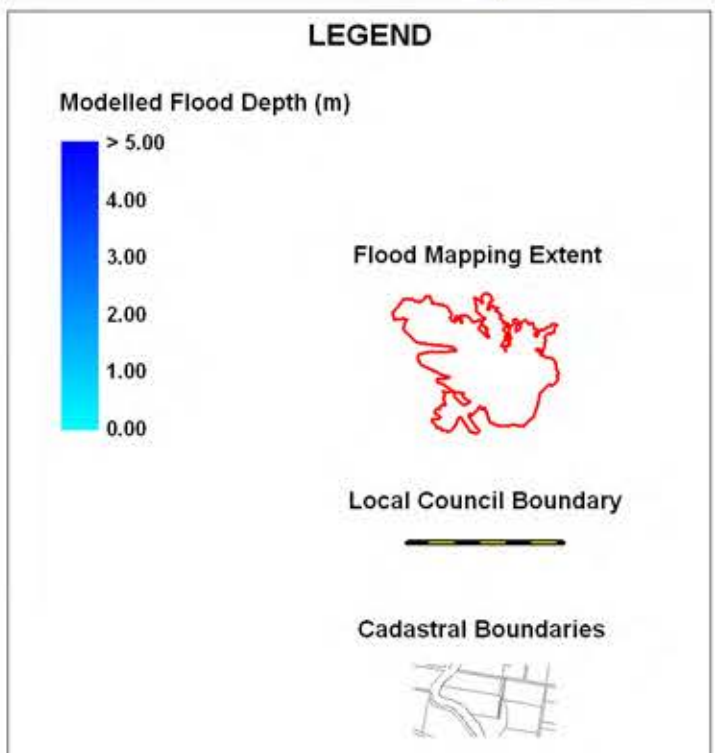 LEGEND
Modelled Flood Depth (m)
> 5.00
4.00
3.00
2.00
1.00
0.00
Flood Mapping Extent
Local Council Boundary
Cadastral Boundaries